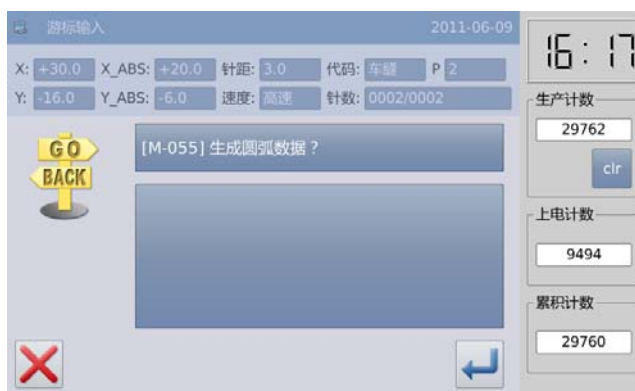 游标输入 2011-06-09
X: +30.0 X_ABS: +20.0 针距: 3.0 代码: 车缝 P 2
Y: -16.0 Y_ABS: -6.0 速度: 高速 针数: 0002/0002
GO
BACK
[M-055] 生成圆弧数据？
16:17
生产计数
29762
clr
上电计数
9494
累积计数
29760